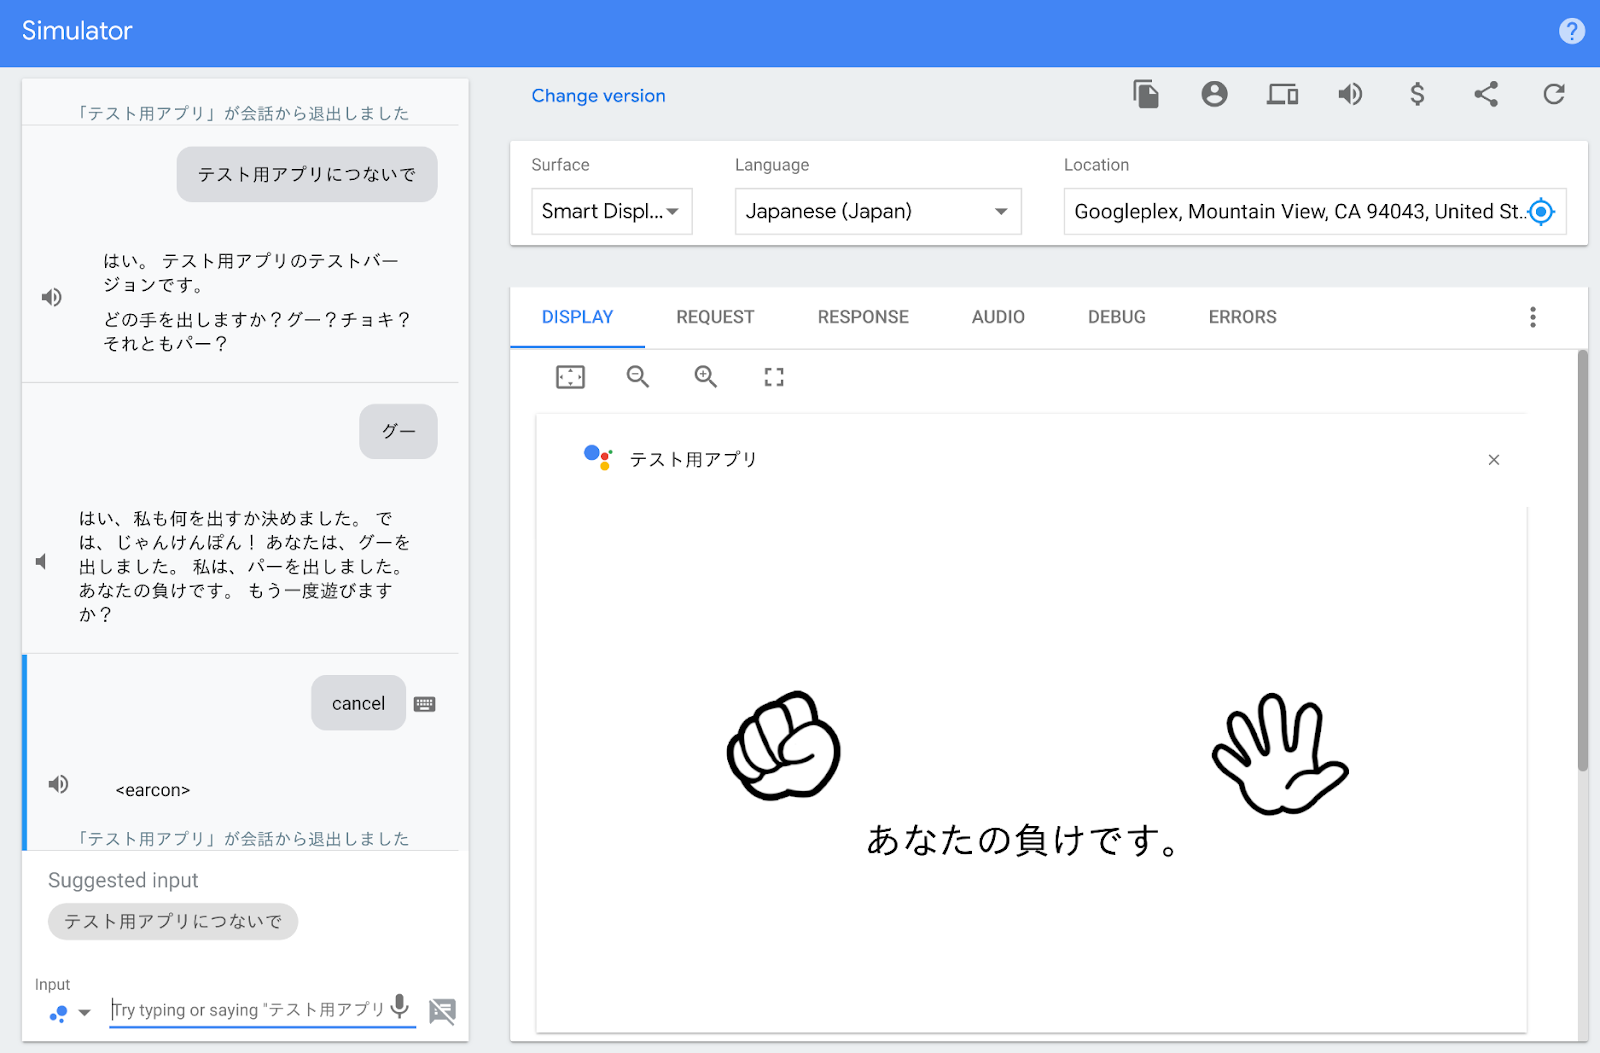 Simulator
?
「テスト用アプリ」が会話から退出しました
テスト用アプリにつないで
はい。 テスト用アプリのテストバー
ジョンです。
どの手を出しますか？グー？チョキ？
それともパー？
グー
はい、私も何を出すか決めました。 で
は、じゃんけんぽん！ あなたは、グーを
出しました。 私は、パーを出しました。
あなたの負けです。 もう一度遊びます
か？
cancel
<earcon>
「テスト用アプリ」が会話から退出しました
Suggested input
テスト用アプリにつないで
Input
Try typing or saying "テスト用アプリ
Change version
$
Surface
Language
Location
Smart Displ...
Japanese (Japan)
Googleplex, Mountain View, CA 94043, United St...
DISPLAY
REQUEST
RESPONSE
AUDIO
DEBUG
ERRORS
テスト用アプリ
あなたの負けです。